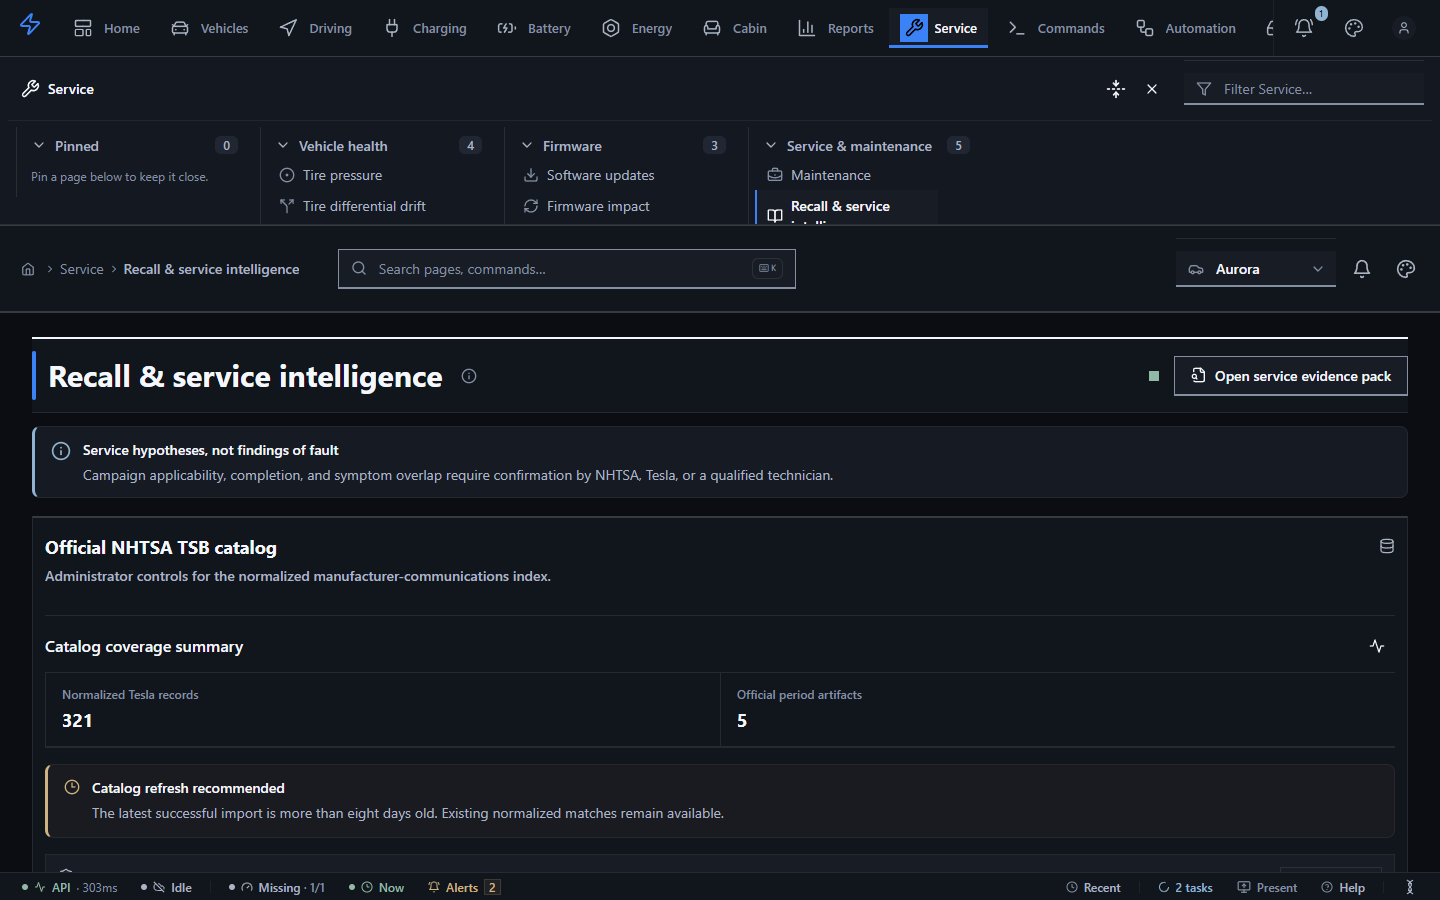 Home
Vehicles
Driving
Charging
Battery
Energy
Cabin
Reports
Service
Commands
Automation
1
Service
Filter Service...
Pinned
0
Pin a page below to keep it close.
Vehicle health
4
Tire pressure
Tire differential drift
Firmware
3
Software updates
Firmware impact
Service & maintenance
5
Maintenance
Recall & service
Service
Recall & service intelligence
Search pages, commands...
K
Aurora
Recall & service intelligence
Open service evidence pack
Service hypotheses, not findings of fault
Campaign applicability, completion, and symptom overlap require confirmation by NHTSA, Tesla, or a qualified technician.
Official NHTSA TSB catalog
Administrator controls for the normalized manufacturer-communications index.
Catalog coverage summary
Normalized Tesla records
321
Official period artifacts
5
Catalog refresh recommended
The latest successful import is more than eight days old. Existing normalized matches remain available.
API · 303ms
Idle
Missing · 1/1
Now
Alerts 2
Recent
2 tasks
Present
Help